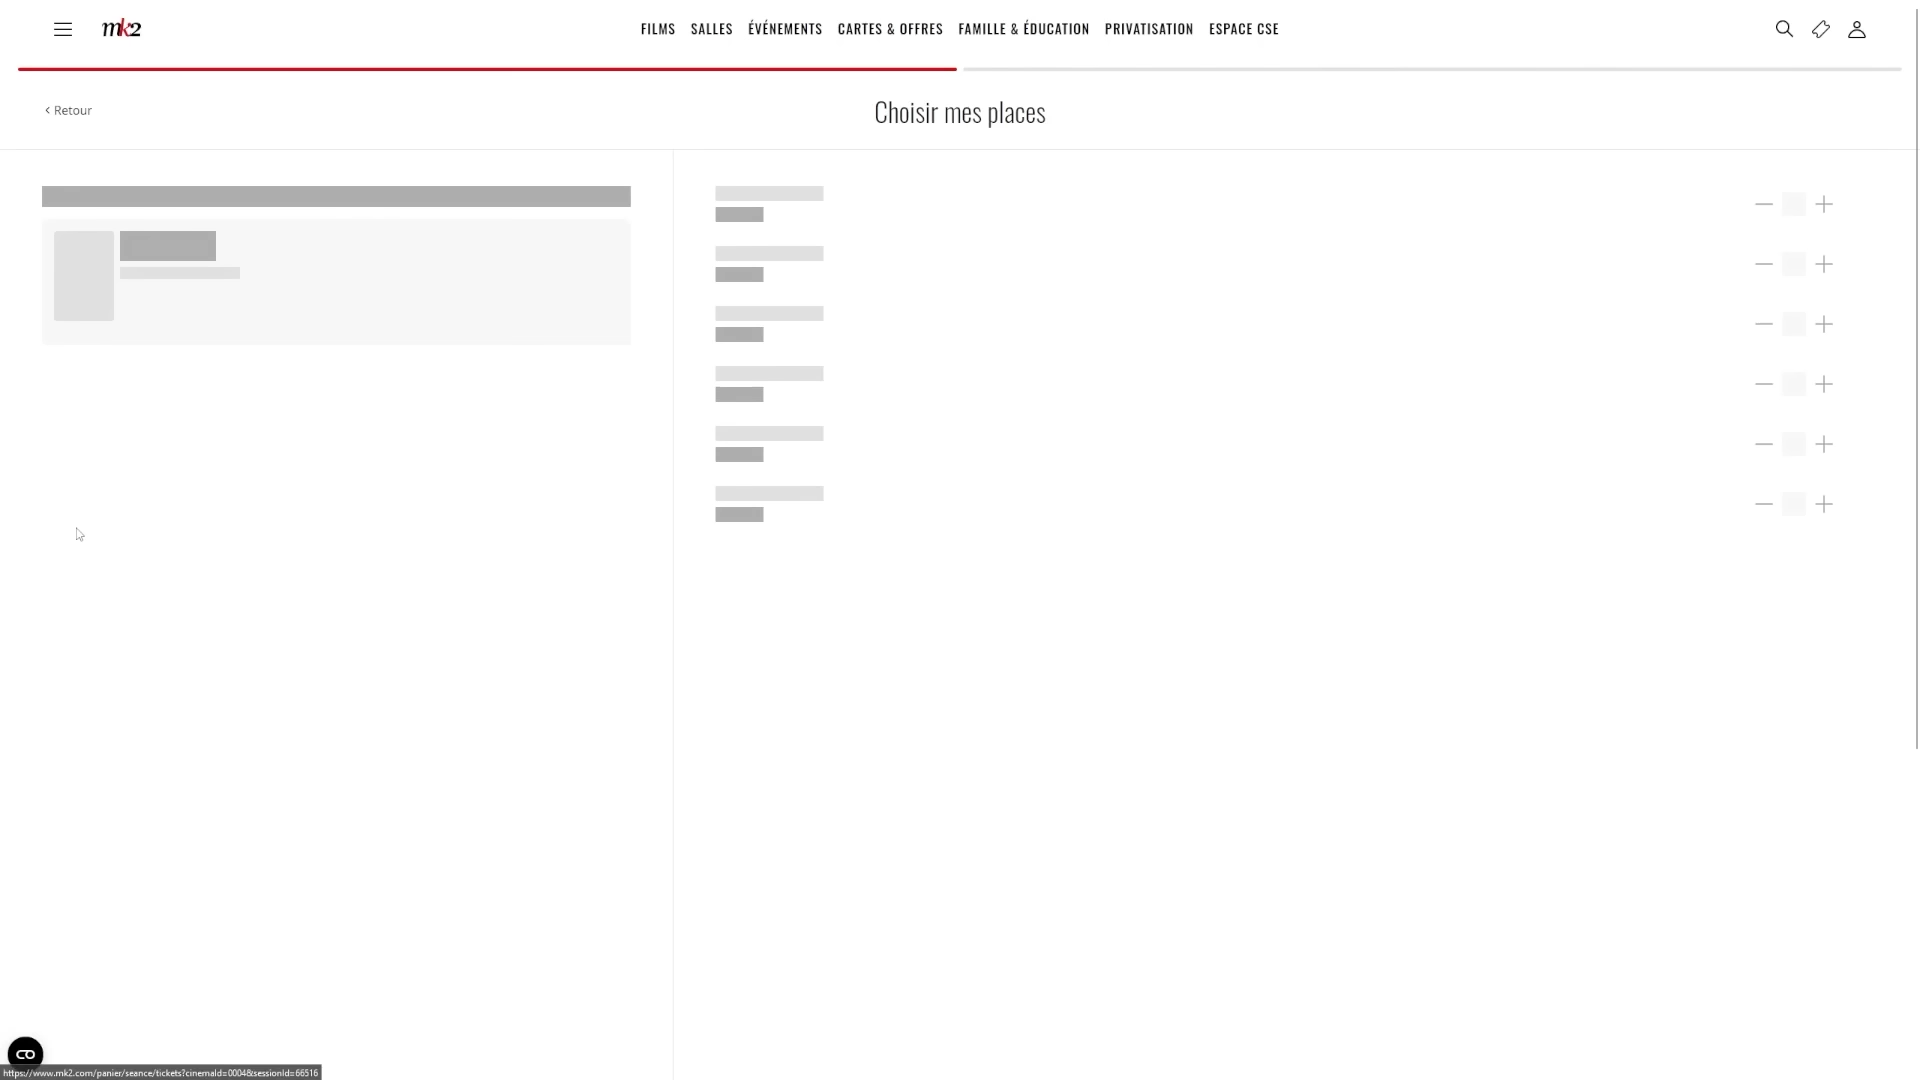 mk2
FILMS SALLES ÉVÉNEMENTS CARTES & OFFRES FAMILLE & ÉDUCATION PRIVATISATION ESPACE CSE
Retour
Choisir mes places
https://www.mk2.com/panier/seance/tickets?cinemaId=0004&sessionId=66516